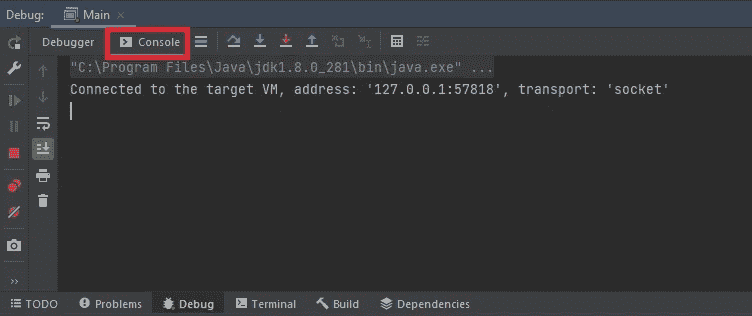 Debug: Main
Debugger Console
"C:\Program Files\Java\jdk1.8.0_281\bin\java.exe" ...
Connected to the target VM, address: '127.0.0.1:57818', transport: 'socket'
TODO Problems Debug Terminal Build Dependencies